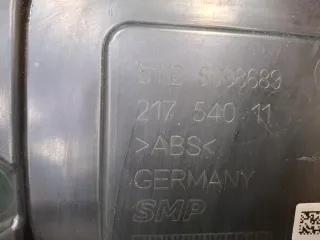 217 540 11
>ABS<
GERMANY
SMP